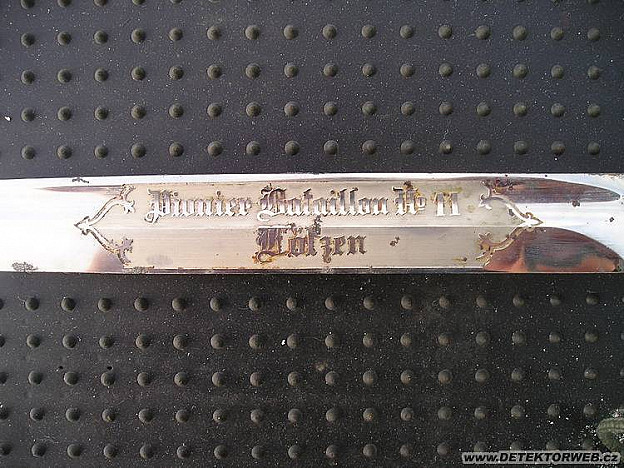 Pionier Bataillon No 11
Lötzen
www.DETEKTORWEB.cz